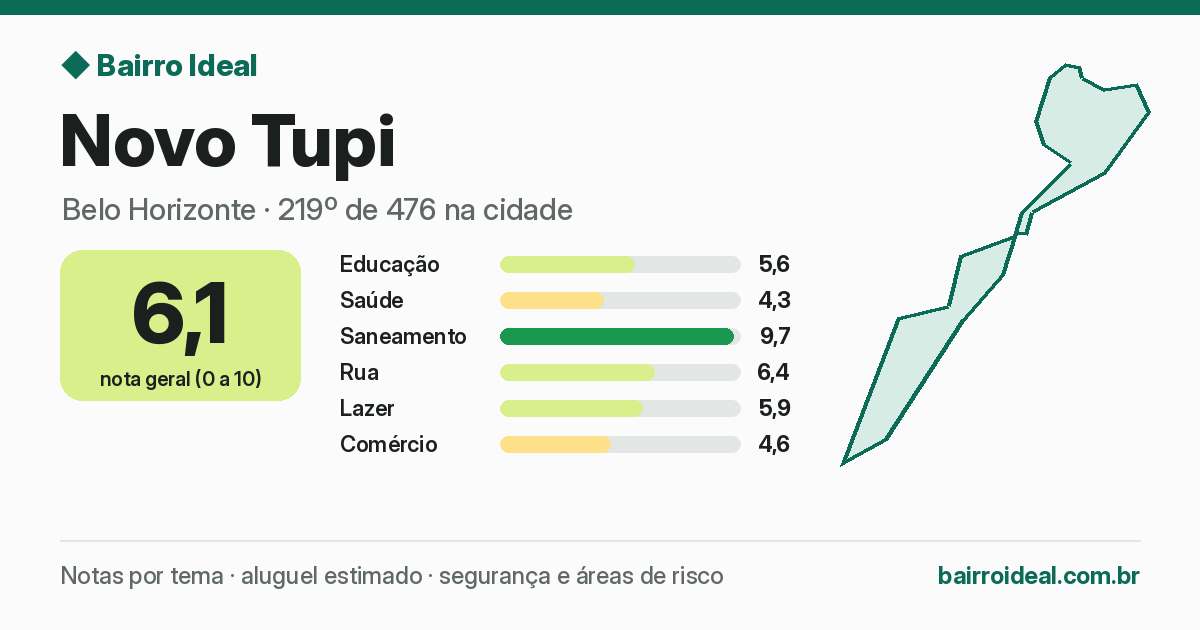 Bairro Ideal
Novo Tupi
Belo Horizonte · 219º de 476 na cidade
6,1
nota geral (0 a 10)
Educação 5,6
Saúde 4,3
Saneamento 9,7
Rua 6,4
Lazer 5,9
Comércio 4,6
Notas por tema · aluguel estimado · segurança e áreas de risco
bairroideal.com.br